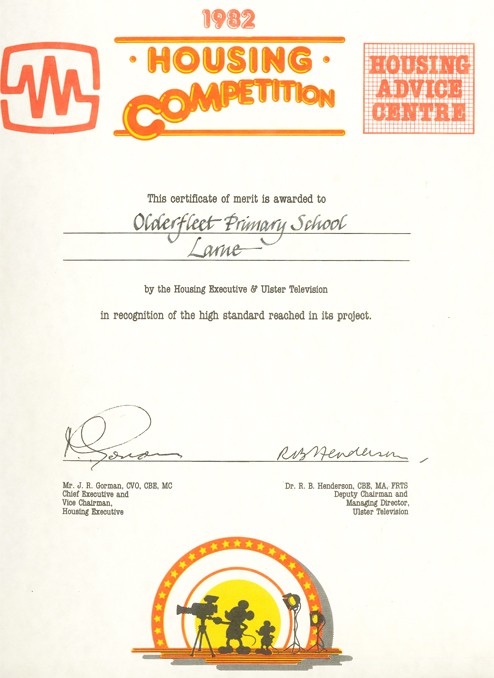 1982
· HOUSING ·
COMPETITION
HOUSING
ADVICE
CENTRE
This certificate of merit is awarded to
Olderfleet Primary School
Larne
by the Housing Executive & Ulster Television
in recognition of the high standard reached in its project.
R B Henderson
Mr. J. R. Gorman, CVO, CBE, MC
Chief Executive and
Vice Chairman,
Housing Executive
Dr. R. B. Henderson, CBE, MA, FRTS
Deputy Chairman and
Managing Director,
Ulster Television